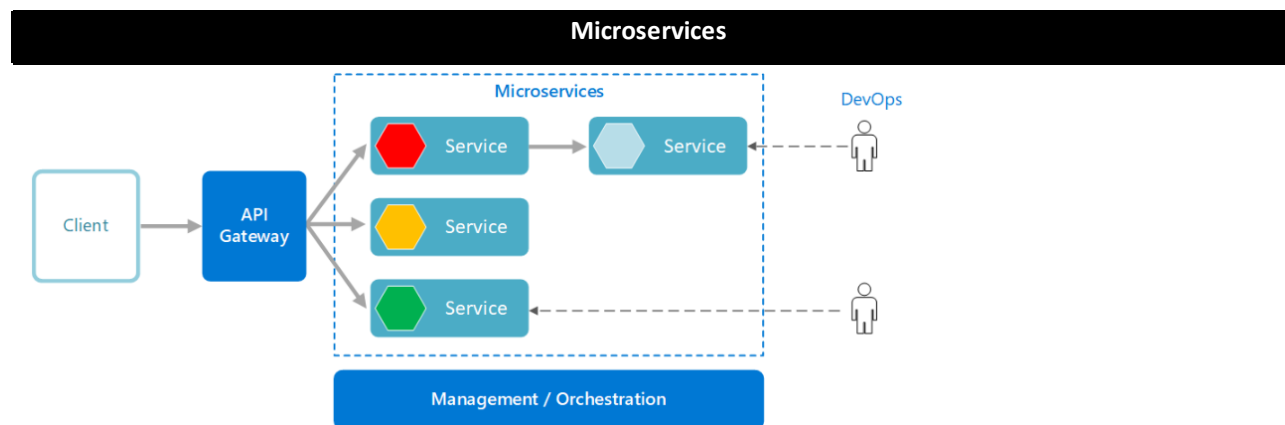 Microservices
Microservices
DevOps
Service
Service
Client
API
Gateway
Service
Service
Management / Orchestration